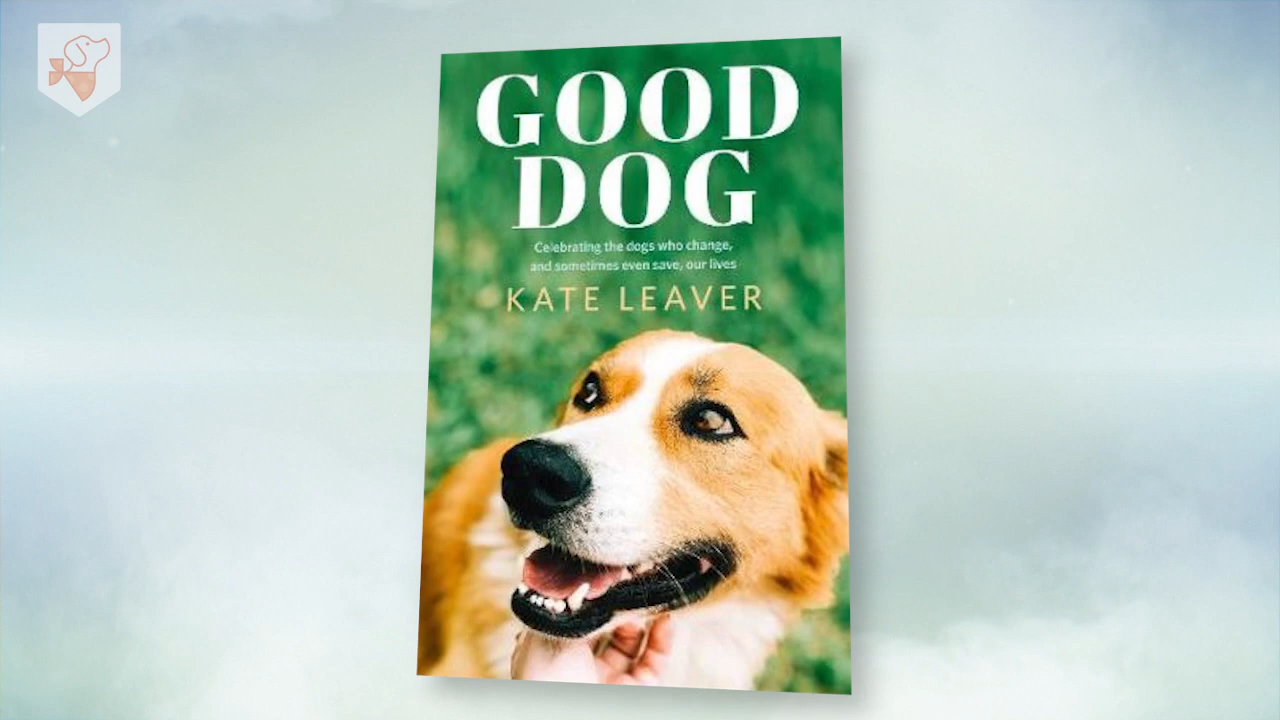 GOOD
DOG
Celebrating the dogs who change,
and sometimes even save, our lives
KATE LEAVER